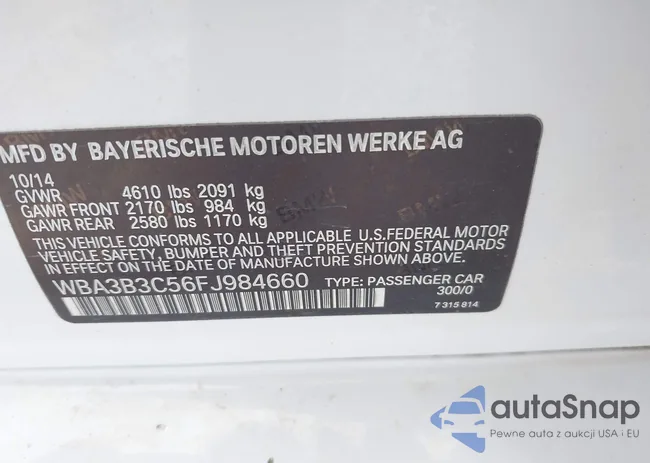 MFD BY BAYERISCHE MOTOREN WERKE AG
10/14
GVWR 4610 lbs 2091 kg
GAWR FRONT 2170 lbs 984 kg
GAWR REAR 2580 lbs 1170 kg
THIS VEHICLE CONFORMS TO ALL APPLICABLE U.S.FEDERAL MOTOR
VEHICLE SAFETY, BUMPER, AND THEFT PREVENTION STANDARDS
IN EFFECT ON THE DATE OF MANUFACTURE SHOWN ABOVE.
WBA3B3C56FJ984660 TYPE: PASSENGER CAR
300/0
7 315 814
autaSnap
Pewne auta z aukcji USA i EU